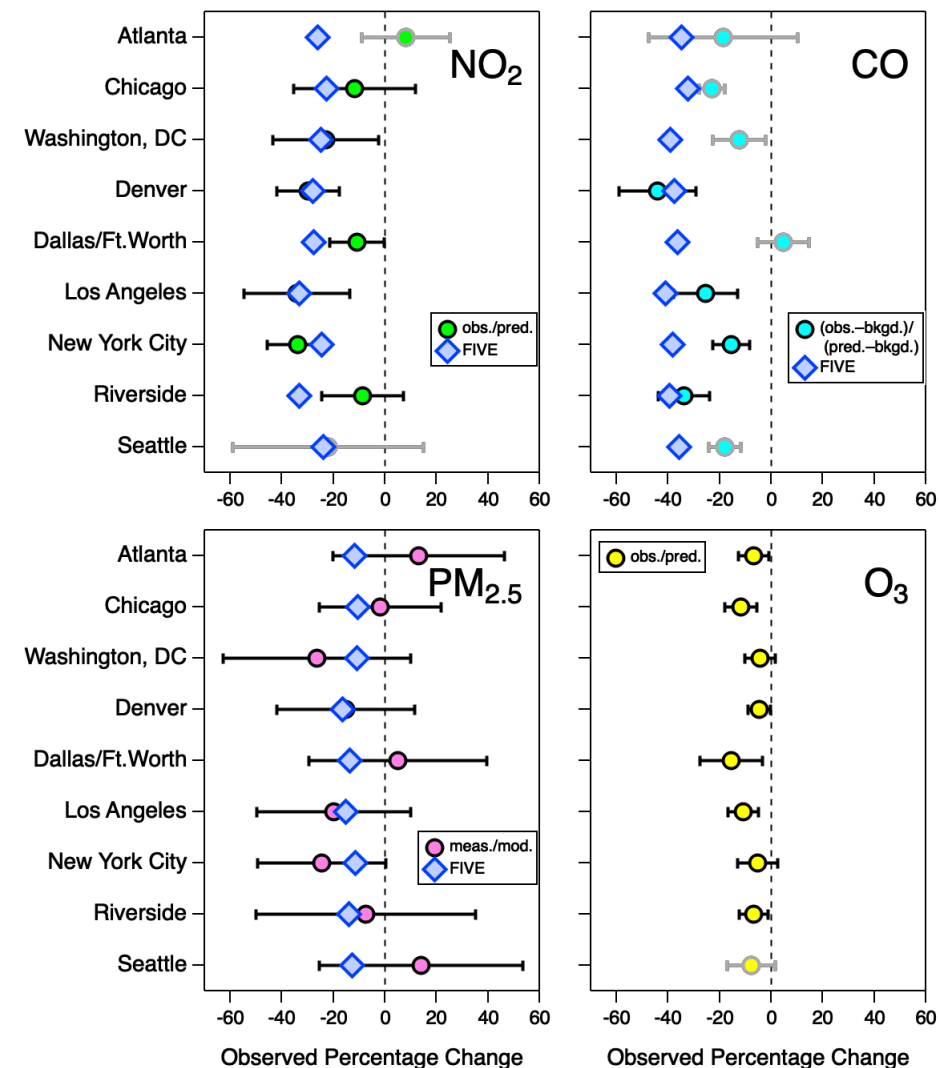 Atlanta
Chicago
Washington, DC
Denver
Dallas/Ft.Worth
Los Angeles
New York City
Riverside
Seattle
NO2
obs./pred.
FIVE
-60 -40 -20 0 20 40 60
CO
(obs.–bkgd.)/
(pred.–bkgd.)
FIVE
-60 -40 -20 0 20 40 60
Atlanta
Chicago
Washington, DC
Denver
Dallas/Ft.Worth
Los Angeles
New York City
Riverside
Seattle
PM2.5
meas./mod.
FIVE
-60 -40 -20 0 20 40 60
Observed Percentage Change
obs./pred.
O3
-60 -40 -20 0 20 40 60
Observed Percentage Change